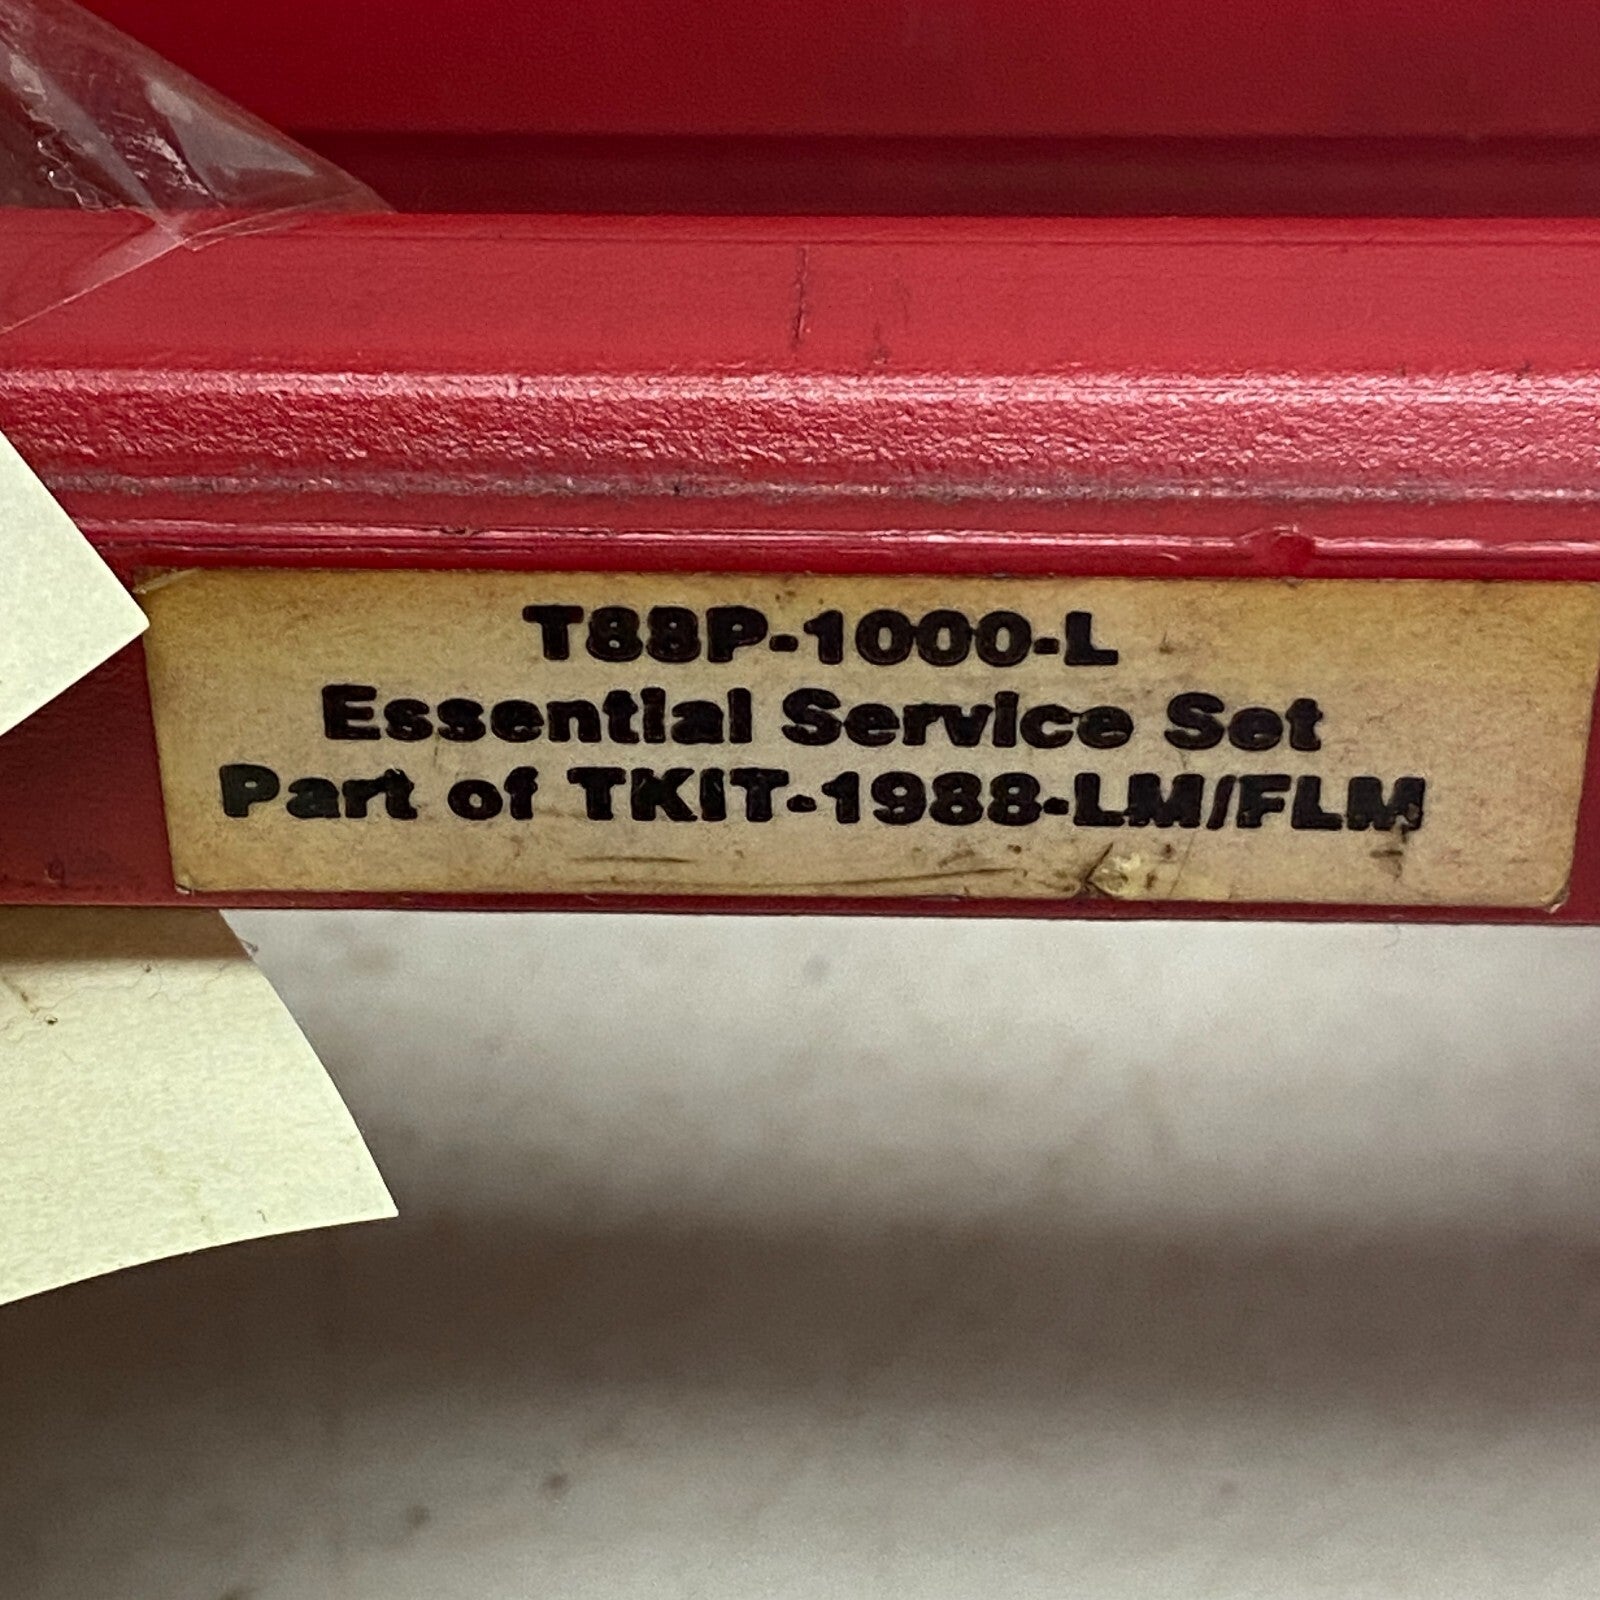 T88P-1000-L
Essential Service Set
Part of TKIT-1988-LM/FLM